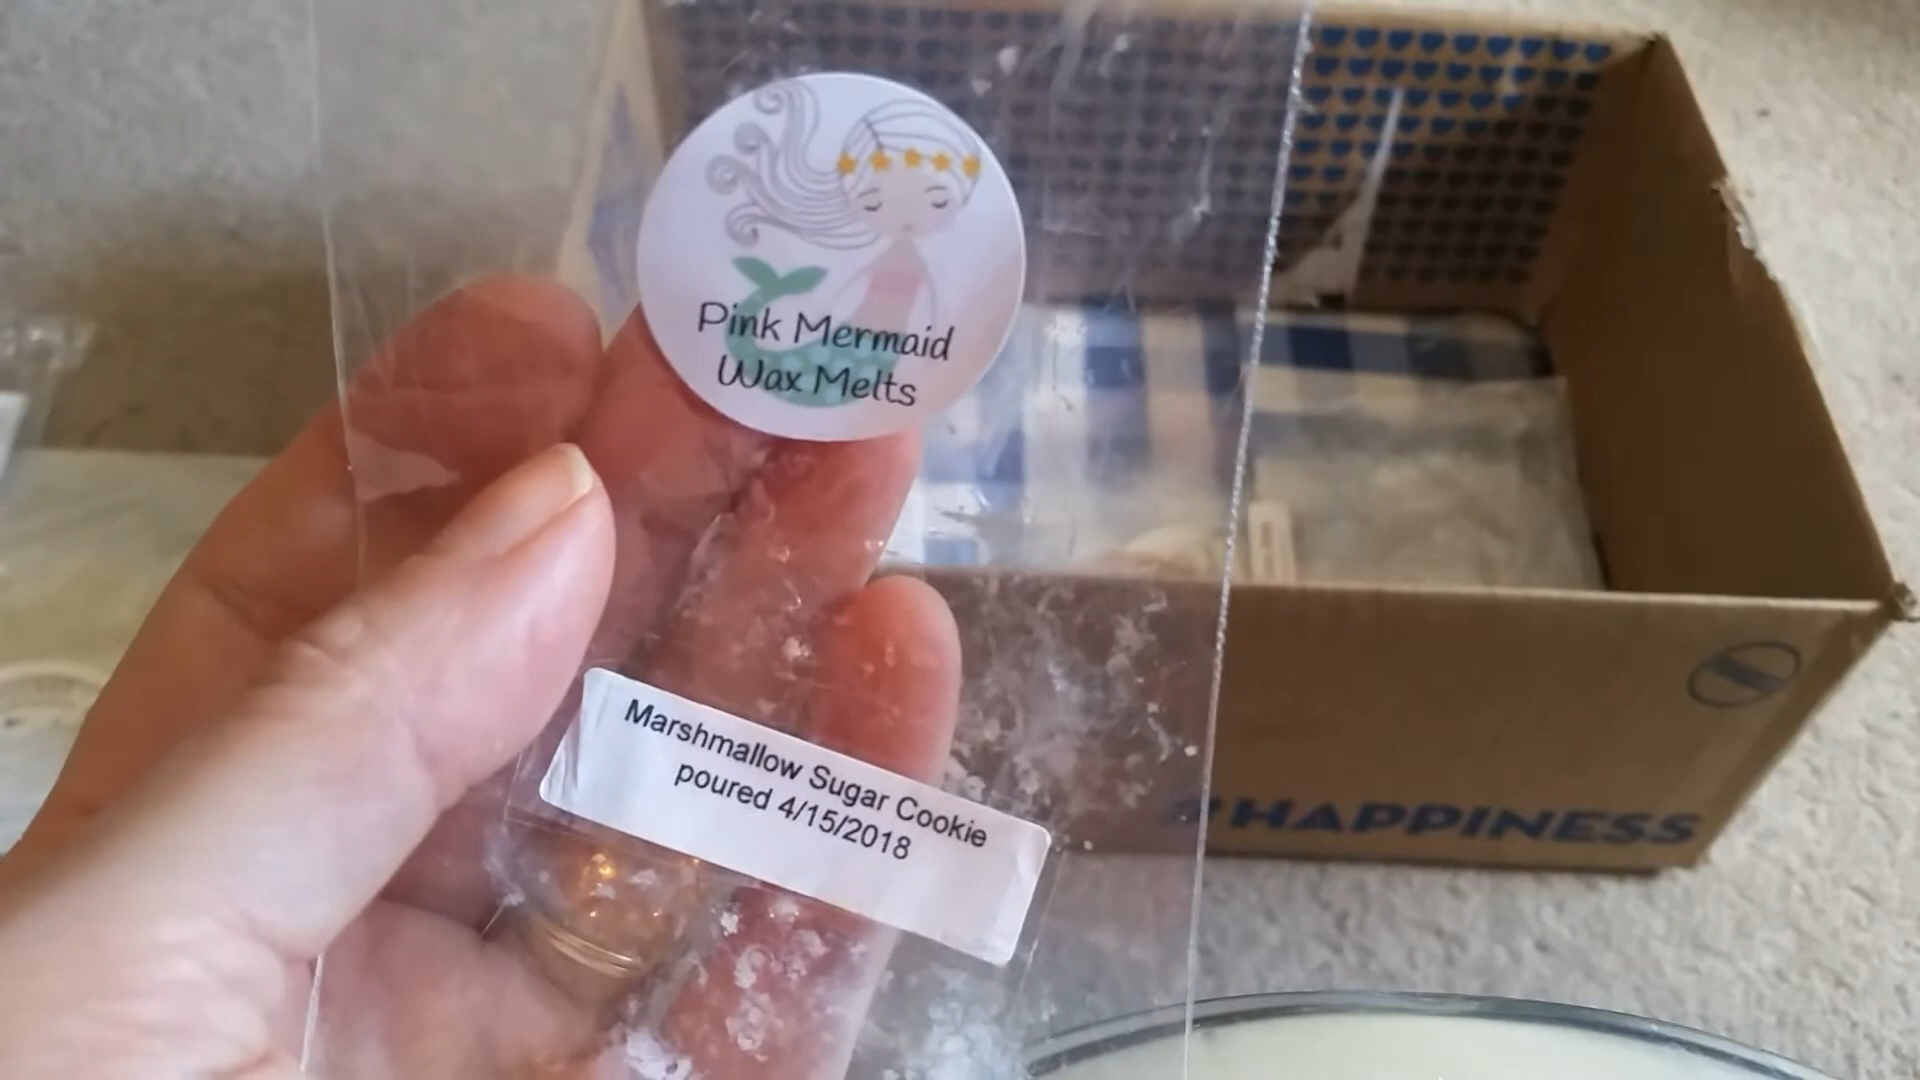 Pink Mermaid
Wax Melts
Marshmallow Sugar Cookie
poured 4/15/2018
#HAPPINESS